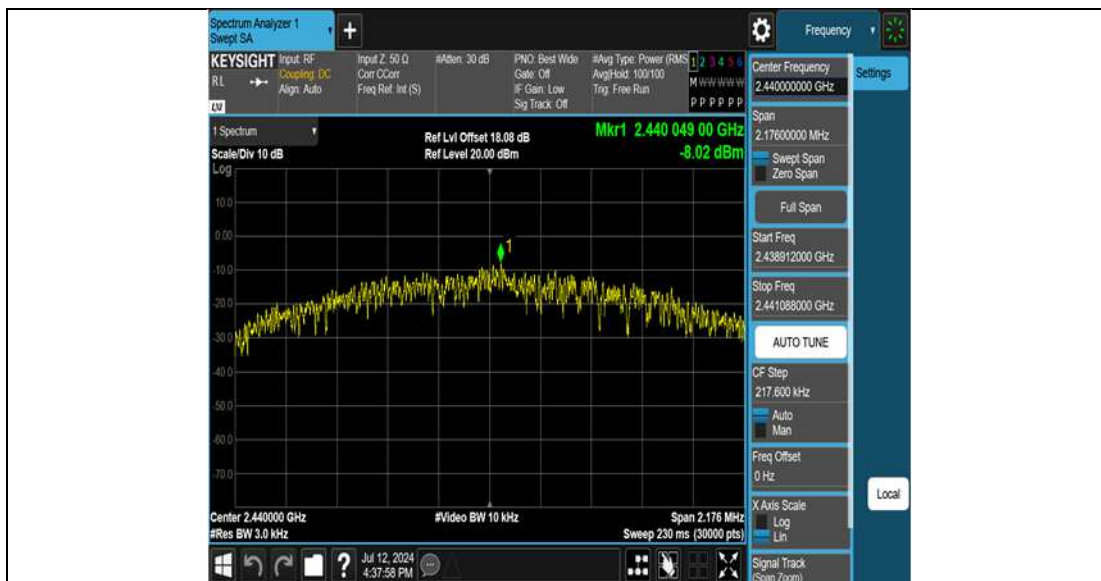 Spectrum Analyzer 1
Swept SA
+
Frequency
KEYSIGHT
RL
LXI
Input: RF
Coupling: DC
Align: Auto
Input Z: 50 Ω
Corr CCorr
Freq Ref: Int (S)
#Atten: 30 dB
PNO: Best Wide
Gate: Off
IF Gain: Low
Sig Track: Off
#Avg Type: Power (RMS
Avg|Hold: 100/100
Trig: Free Run
1 2 3 4 5 6
M W W W W W
P P P P P P
1 Spectrum
Scale/Div 10 dB
Ref Lvl Offset 18.08 dB
Ref Level 20.00 dBm
Mkr1 2.440 049 00 GHz
-8.02 dBm
Log
10.0
0.00
-10.0
-20.0
-30.0
-40.0
-50.0
-60.0
-70.0
1
Center 2.440000 GHz
#Res BW 3.0 kHz
#Video BW 10 kHz
Span 2.176 MHz
Sweep 230 ms (30000 pts)
Jul 12, 2024
4:37:58 PM
?
Center Frequency
2.440000000 GHz
Settings
Span
2.17600000 MHz
Swept Span
Zero Span
Full Span
Start Freq
2.438912000 GHz
Stop Freq
2.441088000 GHz
AUTO TUNE
CF Step
217.600 kHz
Auto
Man
Freq Offset
0 Hz
X Axis Scale
Log
Lin
Local
Signal Track
(Span Zoom)